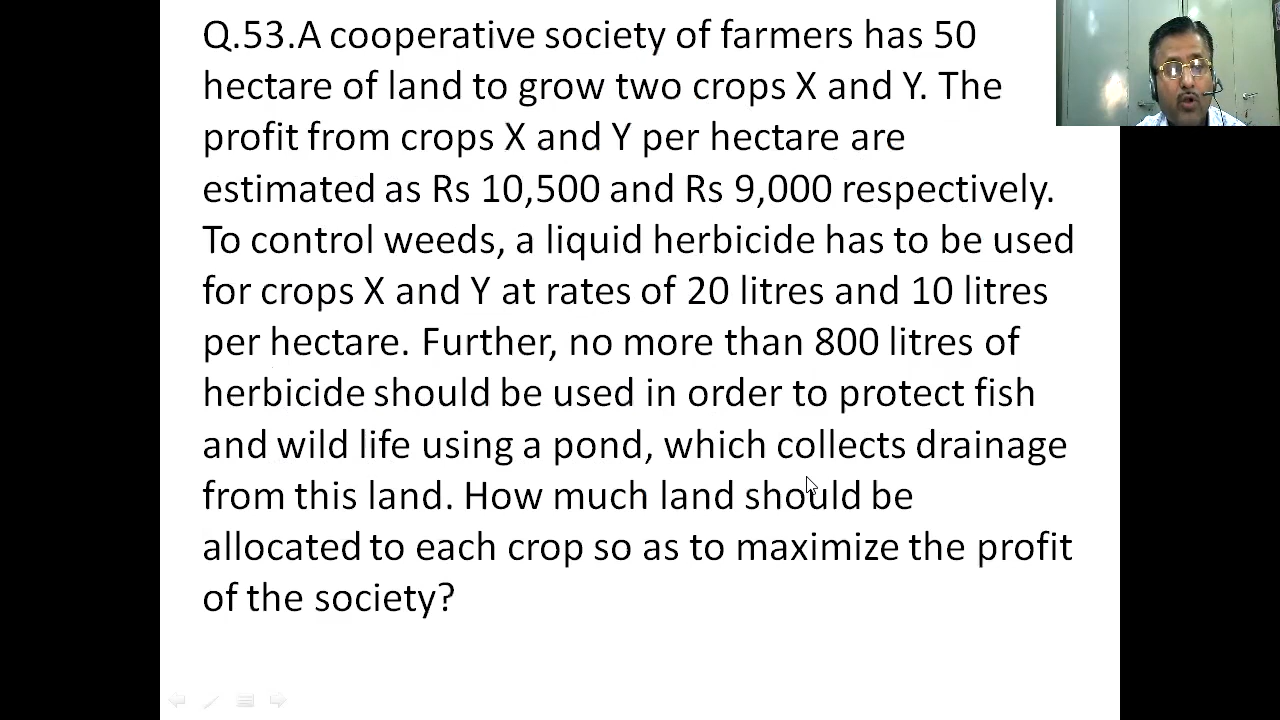 Q.53.A cooperative society of farmers has 50
hectare of land to grow two crops X and Y. The
profit from crops X and Y per hectare are
estimated as Rs 10,500 and Rs 9,000 respectively.
To control weeds, a liquid herbicide has to be used
for crops X and Y at rates of 20 litres and 10 litres
per hectare. Further, no more than 800 litres of
herbicide should be used in order to protect fish
and wild life using a pond, which collects drainage
from this land. How much land should be
allocated to each crop so as to maximize the profit
of the society?